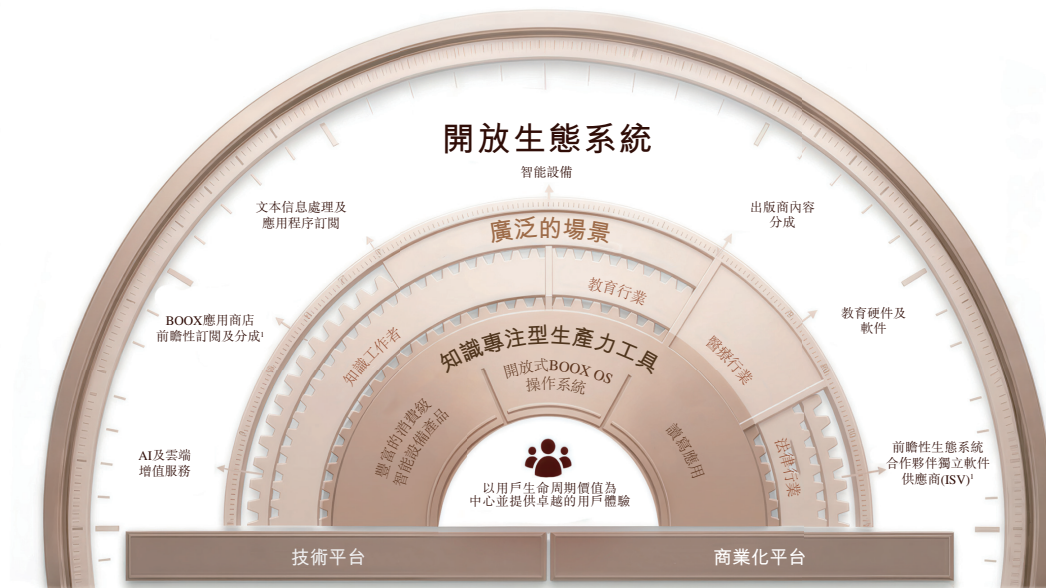 開放生態系統
智能設備
文本信息處理及
應用程序訂閱
出版商內容
分成
廣泛的場景
BOOX應用商店
前瞻性訂閱及分成¹
教育硬件及
軟件
知識工作者
教育行業
醫療行業
法律行業
知識專注型生產力工具
開放式BOOX OS
操作系統
豐富的消費級
智能設備產品
讀寫應用
AI及雲端
增值服務
前瞻性生態系統
合作夥伴獨立軟件
供應商(ISV)¹
以用戶生命周期價值為
中心並提供卓越的用戶體驗
技術平台
商業化平台